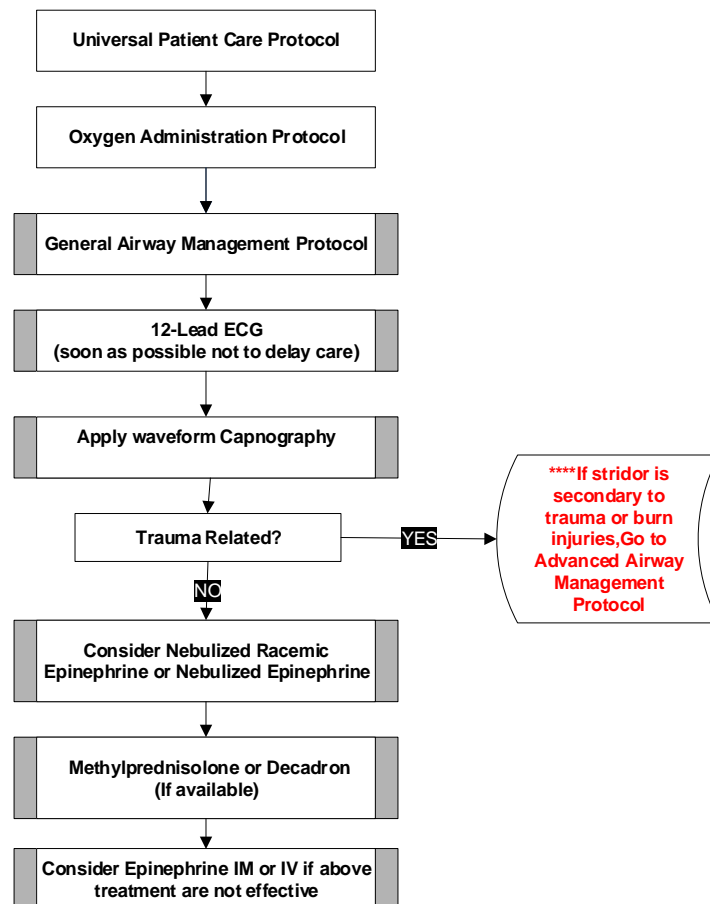 Universal Patient Care Protocol
Oxygen Administration Protocol
General Airway Management Protocol
12-Lead ECG
(soon as possible not to delay care)
Apply waveform Capnography
Trauma Related?
YES
****If stridor is
secondary to
trauma or burn
injuries,Go to
Advanced Airway
Management
Protocol
NO
Consider Nebulized Racemic
Epinephrine or Nebulized Epinephrine
Methylprednisolone or Decadron
(If available)
Consider Epinephrine IM or IV if above
treatment are not effective